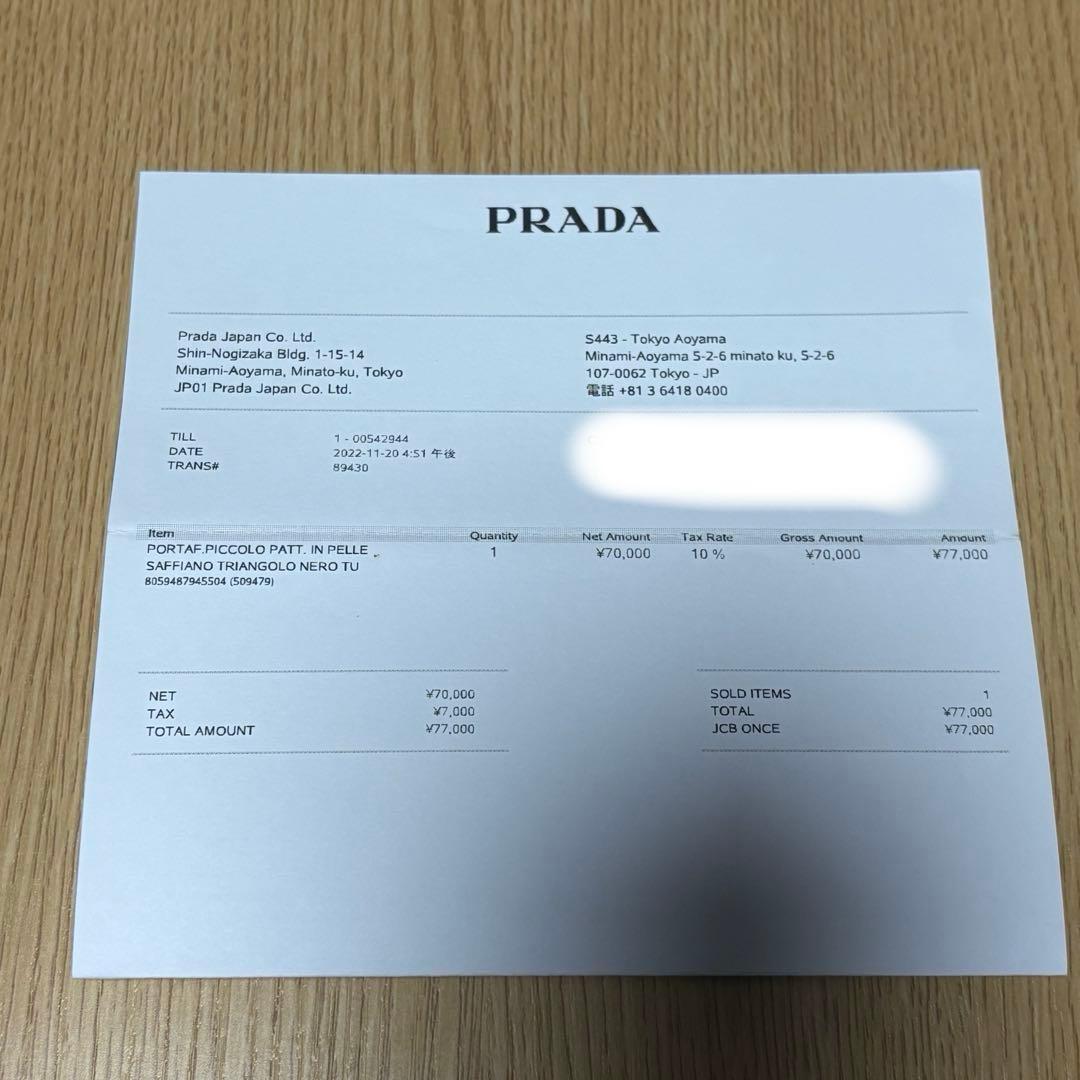 PRADA
Prada Japan Co. Ltd.
Shin-Nogizaka Bldg. 1-15-14
Minami-Aoyama, Minato-ku, Tokyo
JP01 Prada Japan Co. Ltd.
S443 - Tokyo Aoyama
Minami-Aoyama 5-2-6 minato ku, 5-2-6
107-0062 Tokyo - JP
電話 +81 3 6418 0400
TILL 1 - 00542944
DATE 2022-11-20 4:51 午後
TRANS# 89430
Item Quantity Net Amount Tax Rate Gross Amount Amount
PORTAF.PICCOLO PATT. IN PELLE 1 ¥70,000 10 % ¥70,000 ¥77,000
SAFFIANO TRIANGOLO NERO TU
8059487945504 (509479)
NET ¥70,000
TAX ¥7,000
TOTAL AMOUNT ¥77,000
SOLD ITEMS 1
TOTAL ¥77,000
JCB ONCE ¥77,000